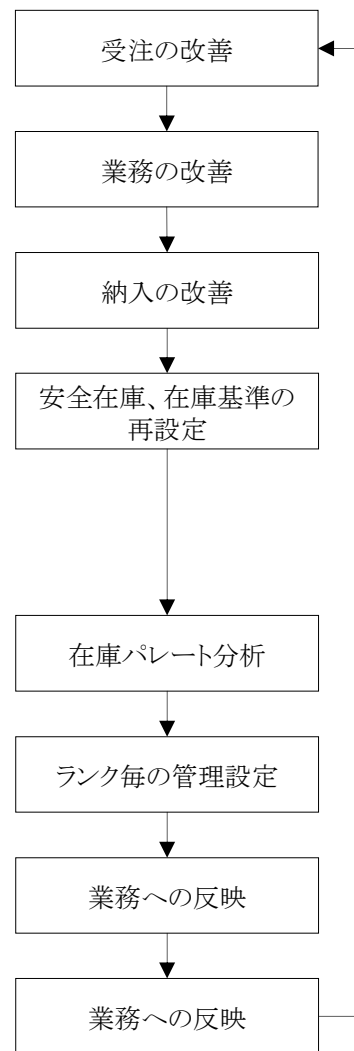 受注の改善
業務の改善
納入の改善
安全在庫、在庫基準の
再設定
在庫パレート分析
ランク毎の管理設定
業務への反映
業務への反映